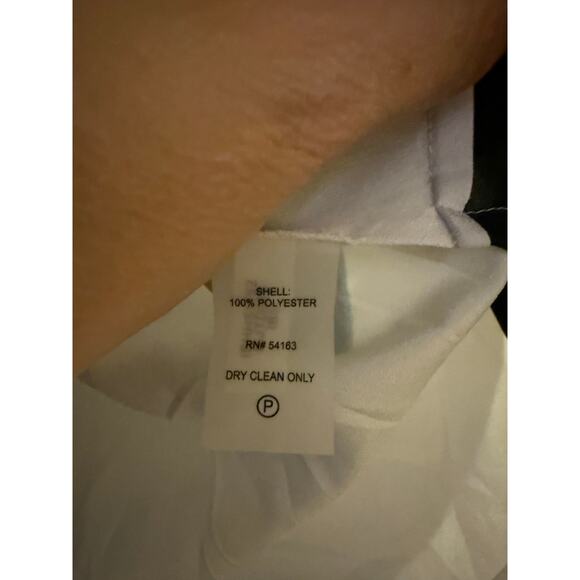 SHELL:
100% POLYESTER
RN# 54163
DRY CLEAN ONLY
P